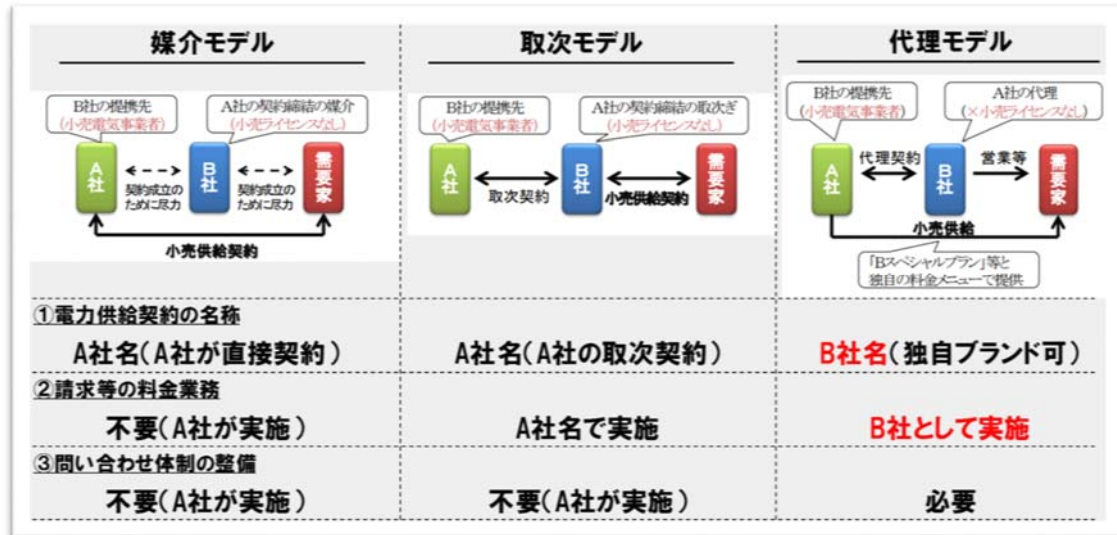 媒介モデル
B社の提携先
(小売電気事業者)
A社の契約締結の媒介
(小売ライセンスなし)
A社
契約成立の
ために尽力
B社
契約成立の
ために尽力
需要家
小売供給契約
取次モデル
B社の提携先
(小売電気事業者)
A社の契約締結の取次ぎ
(小売ライセンスなし)
A社
取次契約
B社
小売供給契約
需要家
代理モデル
B社の提携先
(小売電気事業者)
A社の代理
(×小売ライセンスなし)
A社
代理契約
B社
営業等
需要家
小売供給
「Bスペシャルプラン」等と
独自の料金メニューで提供
①電力供給契約の名称
A社名(A社が直接契約)
A社名(A社の取次契約)
B社名(独自ブランド可)
②請求等の料金業務
不要(A社が実施)
A社名で実施
B社として実施
③問い合わせ体制の整備
不要(A社が実施)
不要(A社が実施)
必要